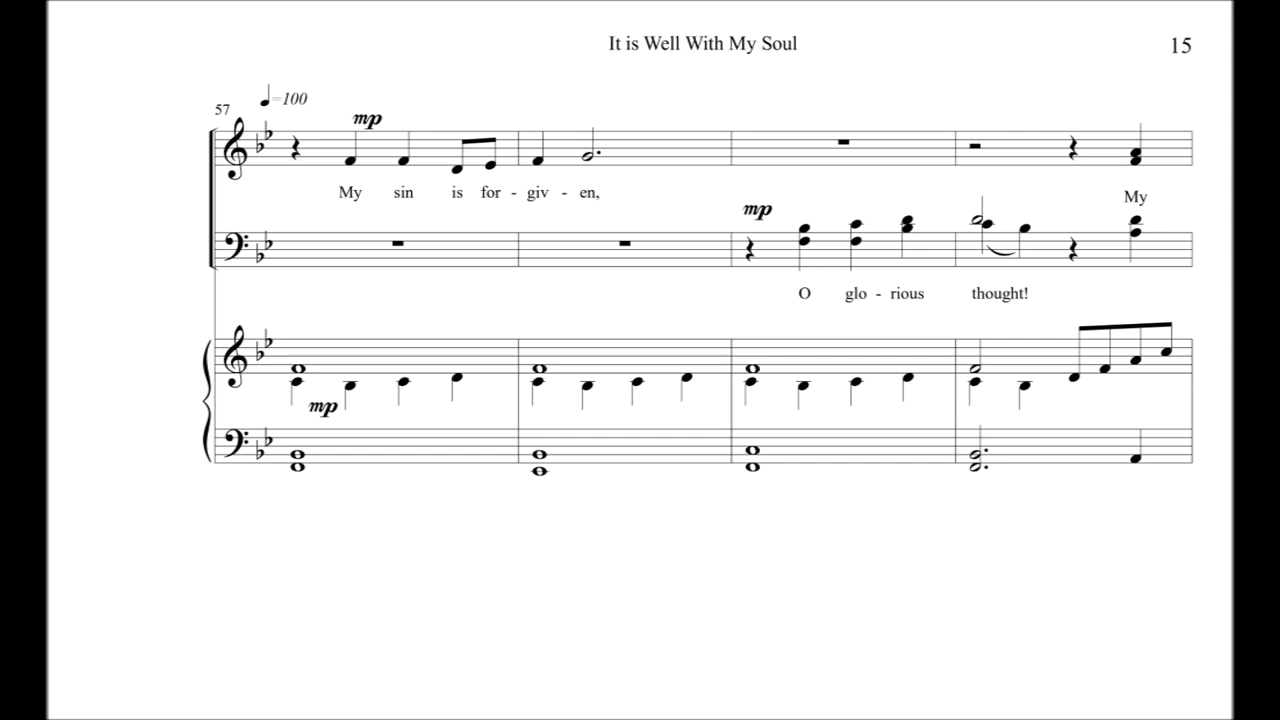 It is Well With My Soul
15
57
=100
mp
My sin is for - giv - en,
My
mp
O glo - rious thought!
mp